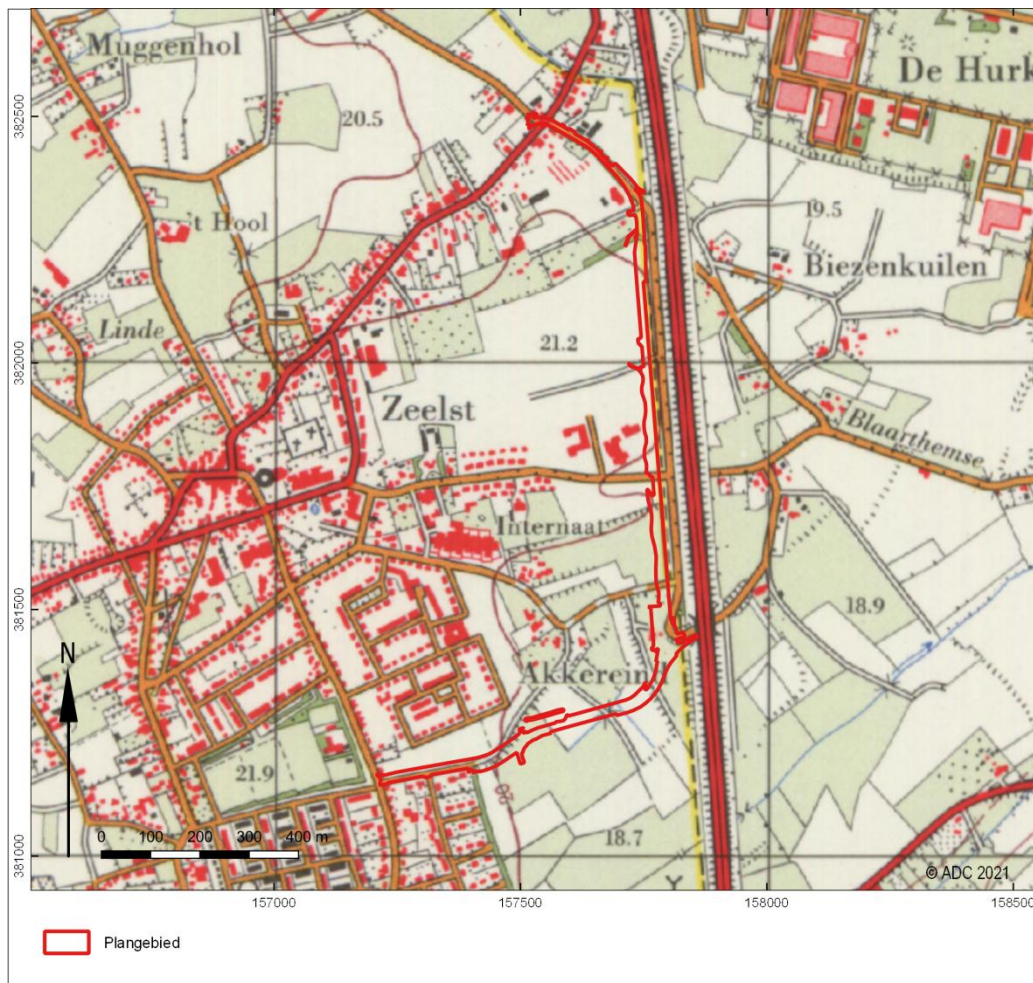 Muggenhol
De Hurk
382500
20.5
't Hool
19.5
Biezenkuilen
Linde
382000
21.2
Zeelst
Blaarthemse
Internaat
381500
18.9
Akkerein
N
21.9
20
0 100 200 300 400 m
18.7
381000
© ADC 2021
157000
157500
158000
158500
Plangebied